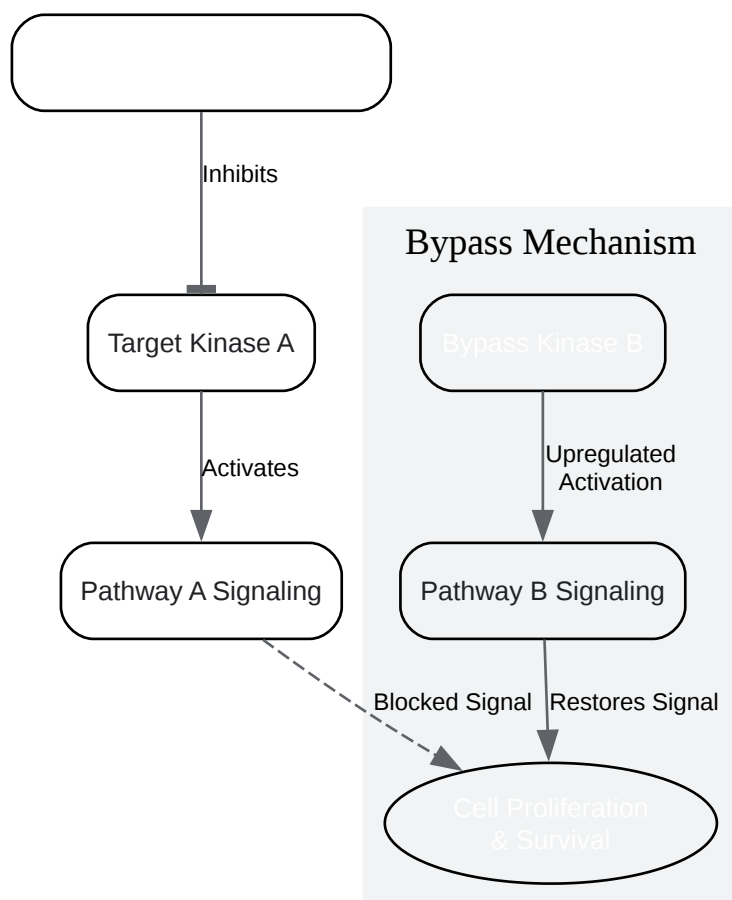 Inhibits
Bypass Mechanism
Target Kinase A
Bypass Kinase B
Activates
Upregulated
Activation
Pathway A Signaling
Pathway B Signaling
Blocked Signal
Restores Signal
Cell Proliferation
& Survival